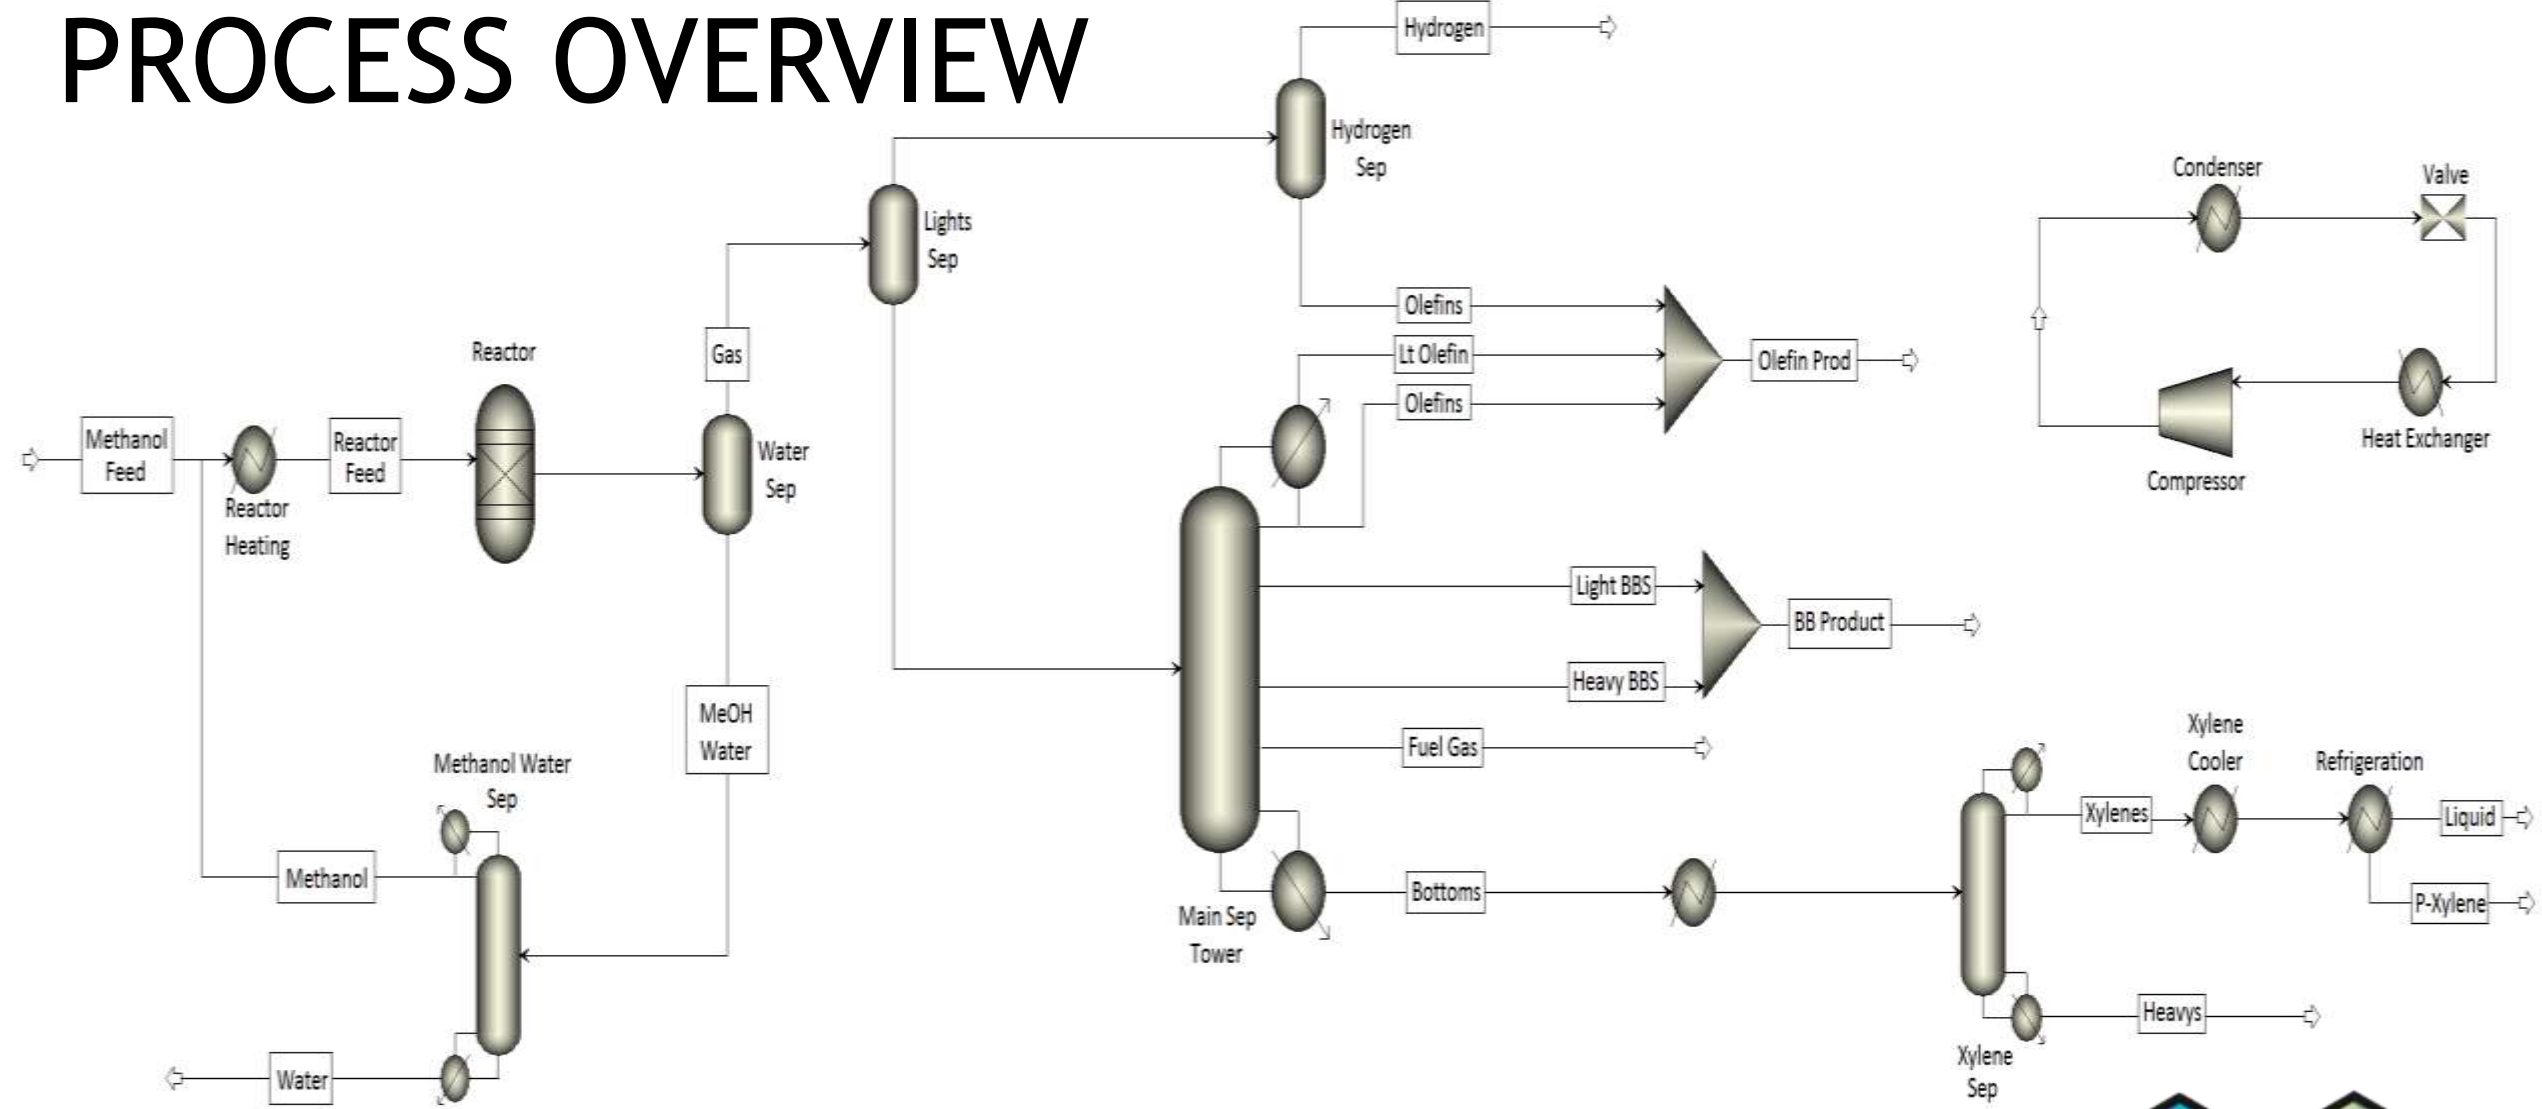 PROCESS OVERVIEW
Hydrogen
Hydrogen
Sep
Condenser
Valve
Lights
Sep
Olefins
Lt Olefin
Olefins
Olefin Prod
Reactor
Gas
Methanol
Feed
Reactor
Feed
Reactor
Heating
Water
Sep
Heat Exchanger
Compressor
Light BBS
BB Product
Heavy BBS
MeOH
Water
Fuel Gas
Methanol Water
Sep
Xylene
Cooler
Refrigeration
Xylenes
Liquid
Methanol
Bottoms
P-Xylene
Main Sep
Tower
Heavys
Water
Xylene
Sep